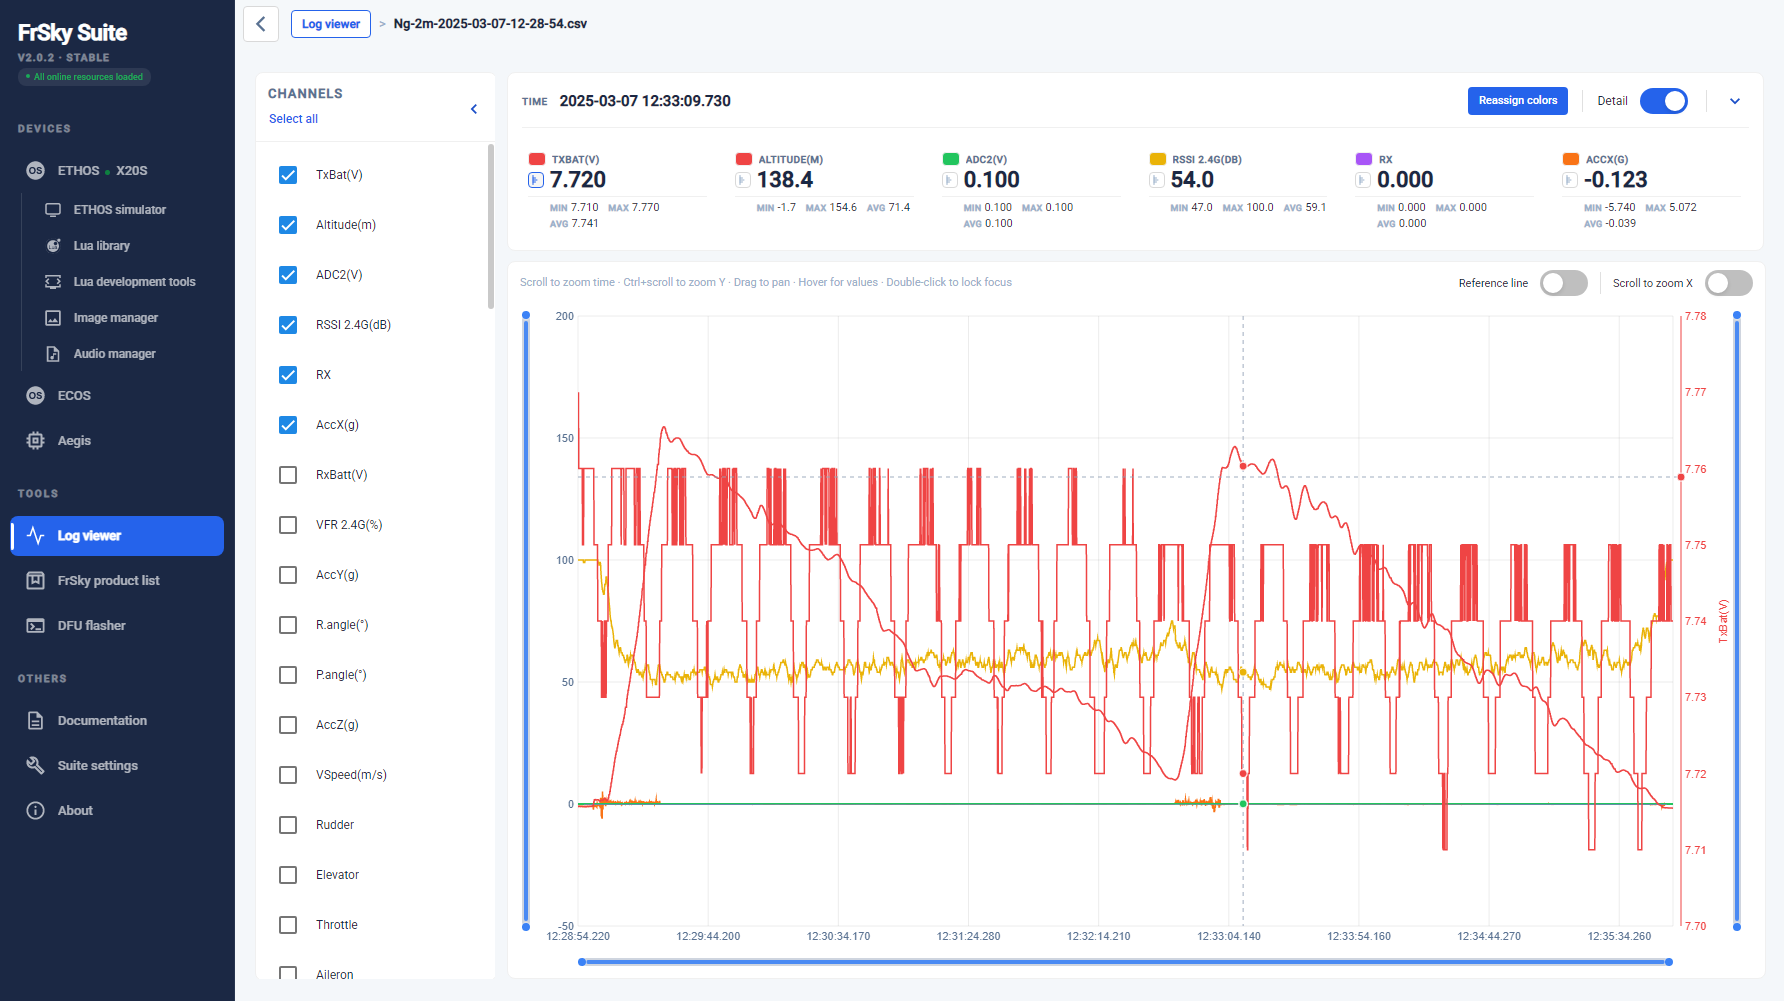 FrSky Suite
V2.0.2 · STABLE
• All online resources loaded
DEVICES
OS ETHOS • X20S
ETHOS simulator
Lua library
Lua development tools
Image manager
Audio manager
OS ECOS
Aegis
TOOLS
Log viewer
FrSky product list
DFU flasher
OTHERS
Documentation
Suite settings
About
Log viewer > Ng-2m-2025-03-07-12-28-54.csv
CHANNELS
Select all
TxBat(V)
Altitude(m)
ADC2(V)
RSSI 2.4G(dB)
RX
AccX(g)
RxBatt(V)
VFR 2.4G(%)
AccY(g)
R.angle(°)
P.angle(°)
AccZ(g)
VSpeed(m/s)
Rudder
Elevator
Throttle
Aileron
TIME 2025-03-07 12:33:09.730
Reassign colors
Detail
TXBAT(V)
7.720
MIN 7.710 MAX 7.770
AVG 7.741
ALTITUDE(M)
138.4
MIN -1.7 MAX 154.6 AVG 71.4
ADC2(V)
0.100
MIN 0.100 MAX 0.100
AVG 0.100
RSSI 2.4G(DB)
54.0
MIN 47.0 MAX 100.0 AVG 59.1
RX
0.000
MIN 0.000 MAX 0.000
AVG 0.000
ACCX(G)
-0.123
MIN -5.740 MAX 5.072
AVG -0.039
Scroll to zoom time · Ctrl+scroll to zoom Y · Drag to pan · Hover for values · Double-click to lock focus
Reference line
Scroll to zoom X
200
150
100
50
0
-50
7.78
7.77
7.76
7.75
7.74
7.73
7.72
7.71
7.70
TxBat(V)
12:28:54.220
12:29:44.200
12:30:34.170
12:31:24.280
12:32:14.210
12:33:04.140
12:33:54.160
12:34:44.270
12:35:34.260